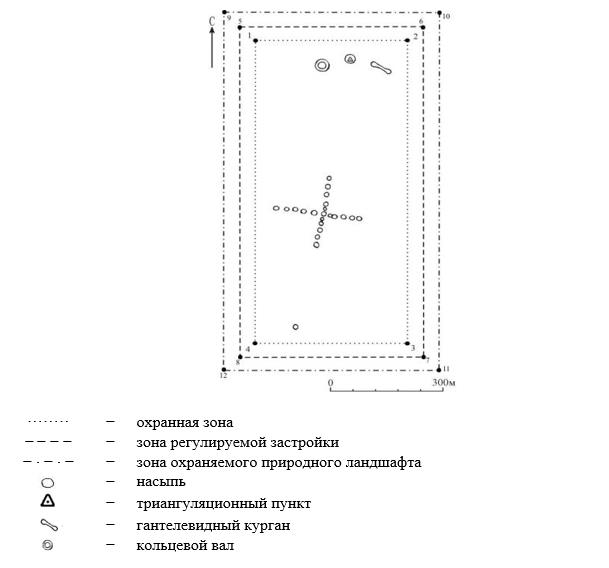 9
10
С
5
6
1
2
4
3
8
7
12
11
0
300м
– охранная зона
– зона регулируемой застройки
– зона охраняемого природного ландшафта
– насыпь
– триангуляционный пункт
– гантелевидный курган
– кольцевой вал